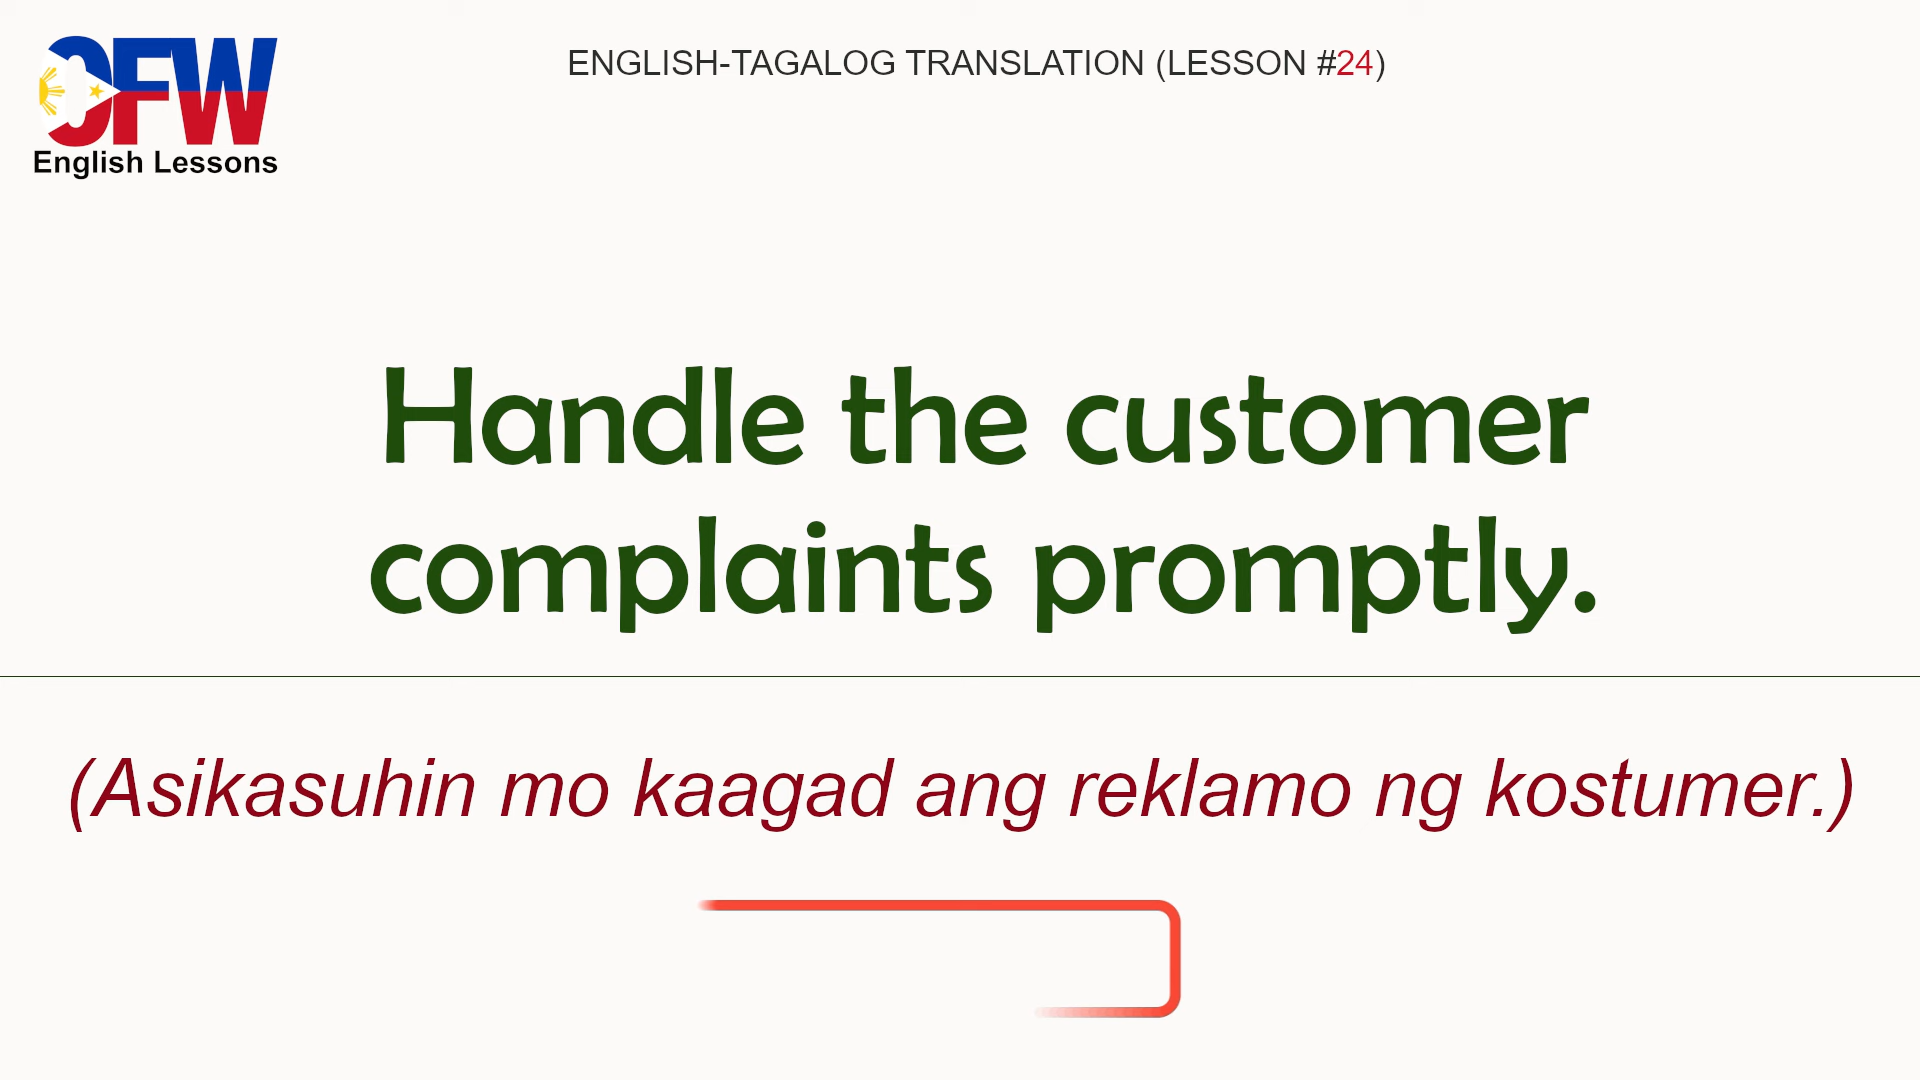 OFW
English Lessons
ENGLISH-TAGALOG TRANSLATION (LESSON #24)
Handle the customer
complaints promptly.
(Asikasuhin mo kaagad ang reklamo ng kostumer.)